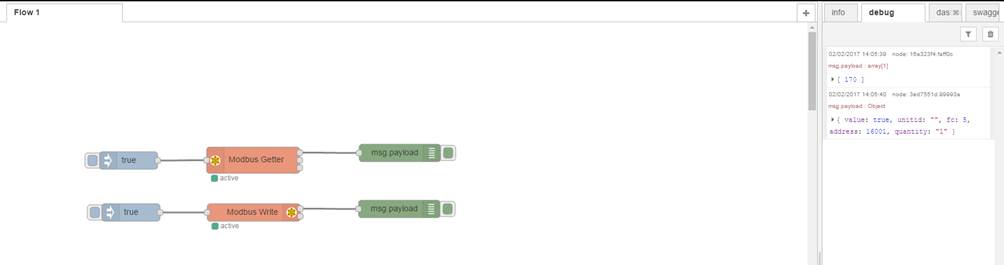 Flow 1
+
info
debug
das
swagge
02/02/2017 14:05:39 node: 16a323f4.faff0c
msg.payload : array[1]
[ 170 ]
02/02/2017 14:05:40 node: 3ed7551d.89993a
msg.payload : Object
{ value: true, unitid: "", fc: 5,
address: 16001, quantity: "1" }
true
Modbus Getter
msg.payload
active
true
Modbus Write
msg.payload
active